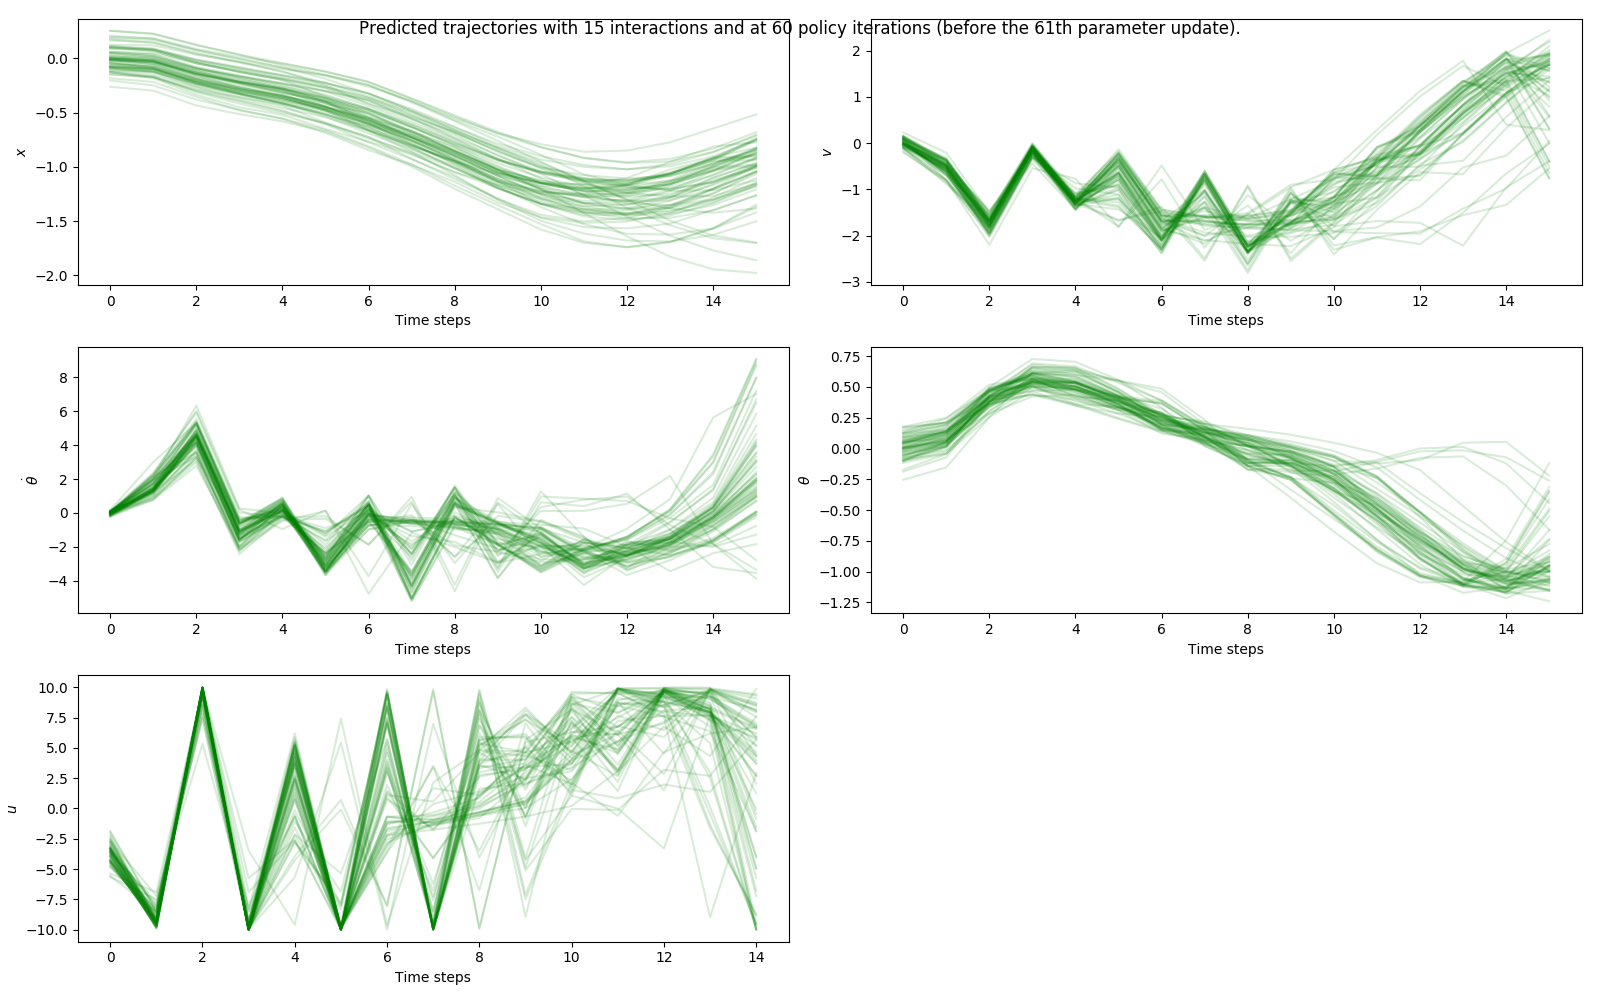 Predicted trajectories with 15 interactions and at 60 policy iterations (before the 61th parameter update).
0.0
−0.5
−1.0
−1.5
−2.0
x
0 2 4 6 8 10 12 14
Time steps
2
1
0
−1
−2
−3
v
0 2 4 6 8 10 12 14
Time steps
8
6
4
2
0
−2
−4
θ̇
0 2 4 6 8 10 12 14
Time steps
0.75
0.50
0.25
0.00
−0.25
−0.50
−0.75
−1.00
−1.25
θ
0 2 4 6 8 10 12 14
Time steps
10.0
7.5
5.0
2.5
0.0
−2.5
−5.0
−7.5
−10.0
u
0 2 4 6 8 10 12 14
Time steps